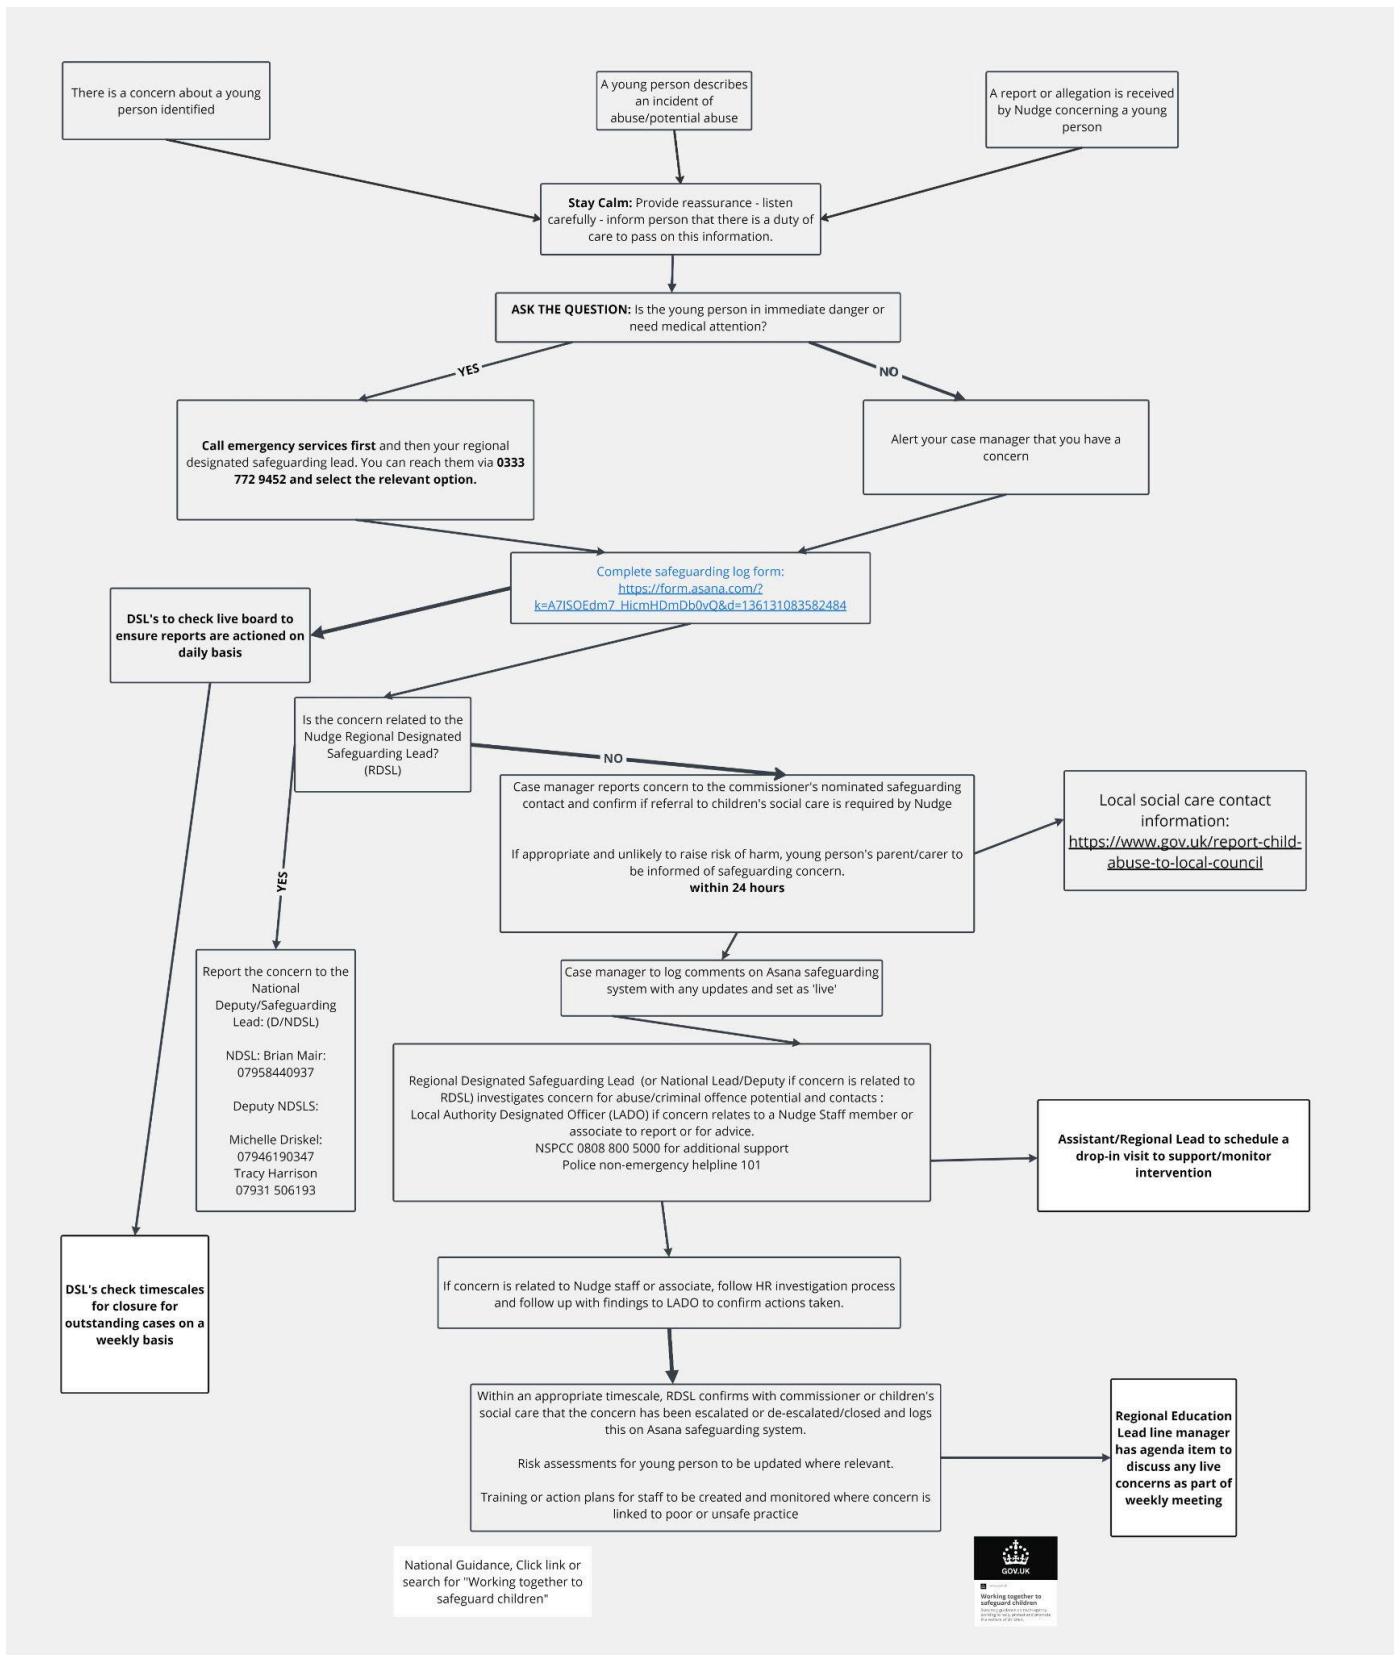 There is a concern about a young
person identified
A young person describes
an incident of
abuse/potential abuse
A report or allegation is received
by Nudge concerning a young
person
Stay Calm: Provide reassurance - listen
carefully - inform person that there is a duty of
care to pass on this information.
ASK THE QUESTION: Is the young person in immediate danger or
need medical attention?
YES
NO
Call emergency services first and then your regional
designated safeguarding lead. You can reach them via 0333
772 9452 and select the relevant option.
Alert your case manager that you have a
concern
Complete safeguarding log form:
https://form.asana.com/?
k=A7ISOEdm7_HicmHDmDb0vQ&d=136131083582484
DSL's to check live board to
ensure reports are actioned on
daily basis
Is the concern related to the
Nudge Regional Designated
Safeguarding Lead?
(RDSL)
NO
Case manager reports concern to the commissioner's nominated safeguarding
contact and confirm if referral to children's social care is required by Nudge
If appropriate and unlikely to raise risk of harm, young person's parent/carer to
be informed of safeguarding concern.
within 24 hours
Local social care contact
information:
https://www.gov.uk/report-child-
abuse-to-local-council
YES
Report the concern to the
National
Deputy/Safeguarding
Lead: (D/NDSL)
NDSL: Brian Mair:
07958440937
Deputy NDSLS:
Michelle Driskel:
07946190347
Tracy Harrison
07931 506193
Case manager to log comments on Asana safeguarding
system with any updates and set as 'live'
Regional Designated Safeguarding Lead (or National Lead/Deputy if concern is related to
RDSL) investigates concern for abuse/criminal offence potential and contacts :
Local Authority Designated Officer (LADO) if concern relates to a Nudge Staff member or
associate to report or for advice.
NSPCC 0808 800 5000 for additional support
Police non-emergency helpline 101
Assistant/Regional Lead to schedule a
drop-in visit to support/monitor
intervention
DSL's check timescales
for closure for
outstanding cases on a
weekly basis
If concern is related to Nudge staff or associate, follow HR investigation process
and follow up with findings to LADO to confirm actions taken.
Within an appropriate timescale, RDSL confirms with commissioner or children's
social care that the concern has been escalated or de-escalated/closed and logs
this on Asana safeguarding system.
Risk assessments for young person to be updated where relevant.
Training or action plans for staff to be created and monitored where concern is
linked to poor or unsafe practice
Regional Education
Lead line manager
has agenda item to
discuss any live
concerns as part of
weekly meeting
National Guidance, Click link or
search for "Working together to
safeguard children"
GOV.UK
Working together to
safeguard children